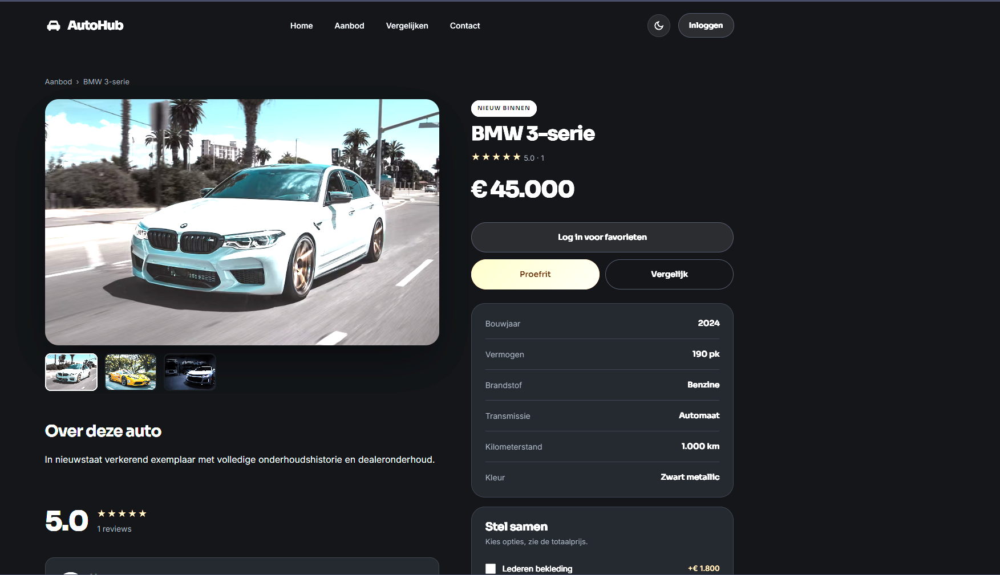 AutoHub
Home Aanbod Vergelijken Contact
Inloggen
Aanbod › BMW 3-serie
NIEUW BINNEN
BMW 3-serie
★★★★★ 5.0 · 1
€ 45.000
Log in voor favorieten
Proefrit
Vergelijk
Bouwjaar 2024
Vermogen 190 pk
Brandstof Benzine
Transmissie Automaat
Kilometerstand 1.000 km
Kleur Zwart metallic
Over deze auto
In nieuwstaat verkerend exemplaar met volledige onderhoudshistorie en dealeronderhoud.
5.0 ★★★★★
1 reviews
Stel samen
Kies opties, zie de totaalprijs.
Lederen bekleding +€ 1.800